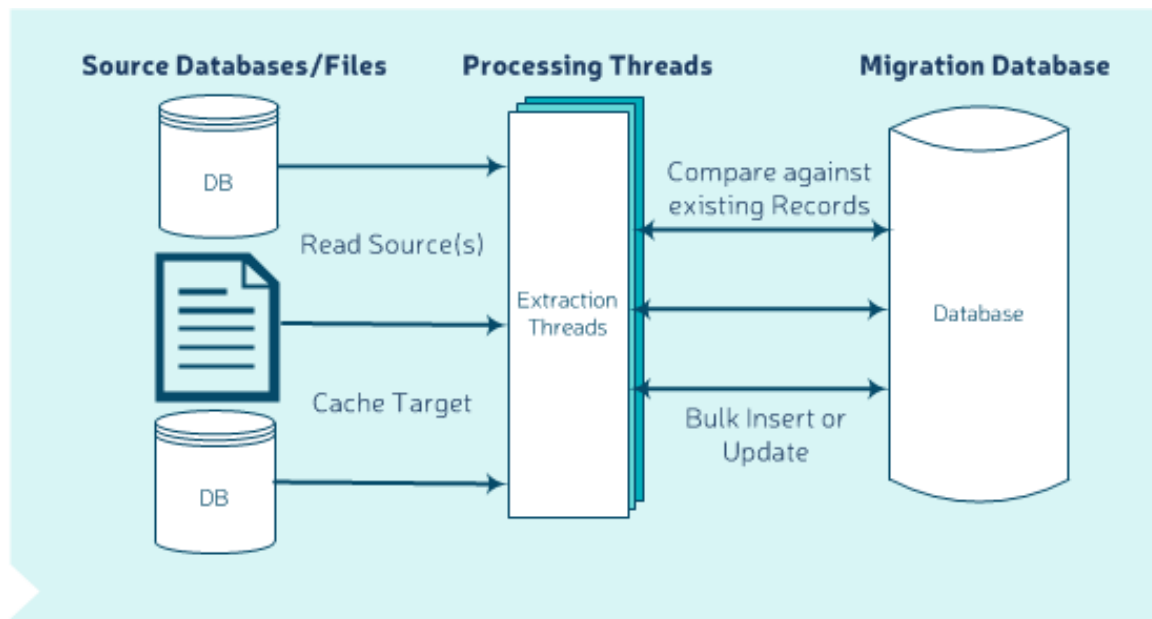 Source Databases/Files
Processing Threads
Migration Database
DB
Read Source(s)
Cache Target
DB
Extraction
Threads
Compare against
existing Records
Bulk Insert or
Update
Database